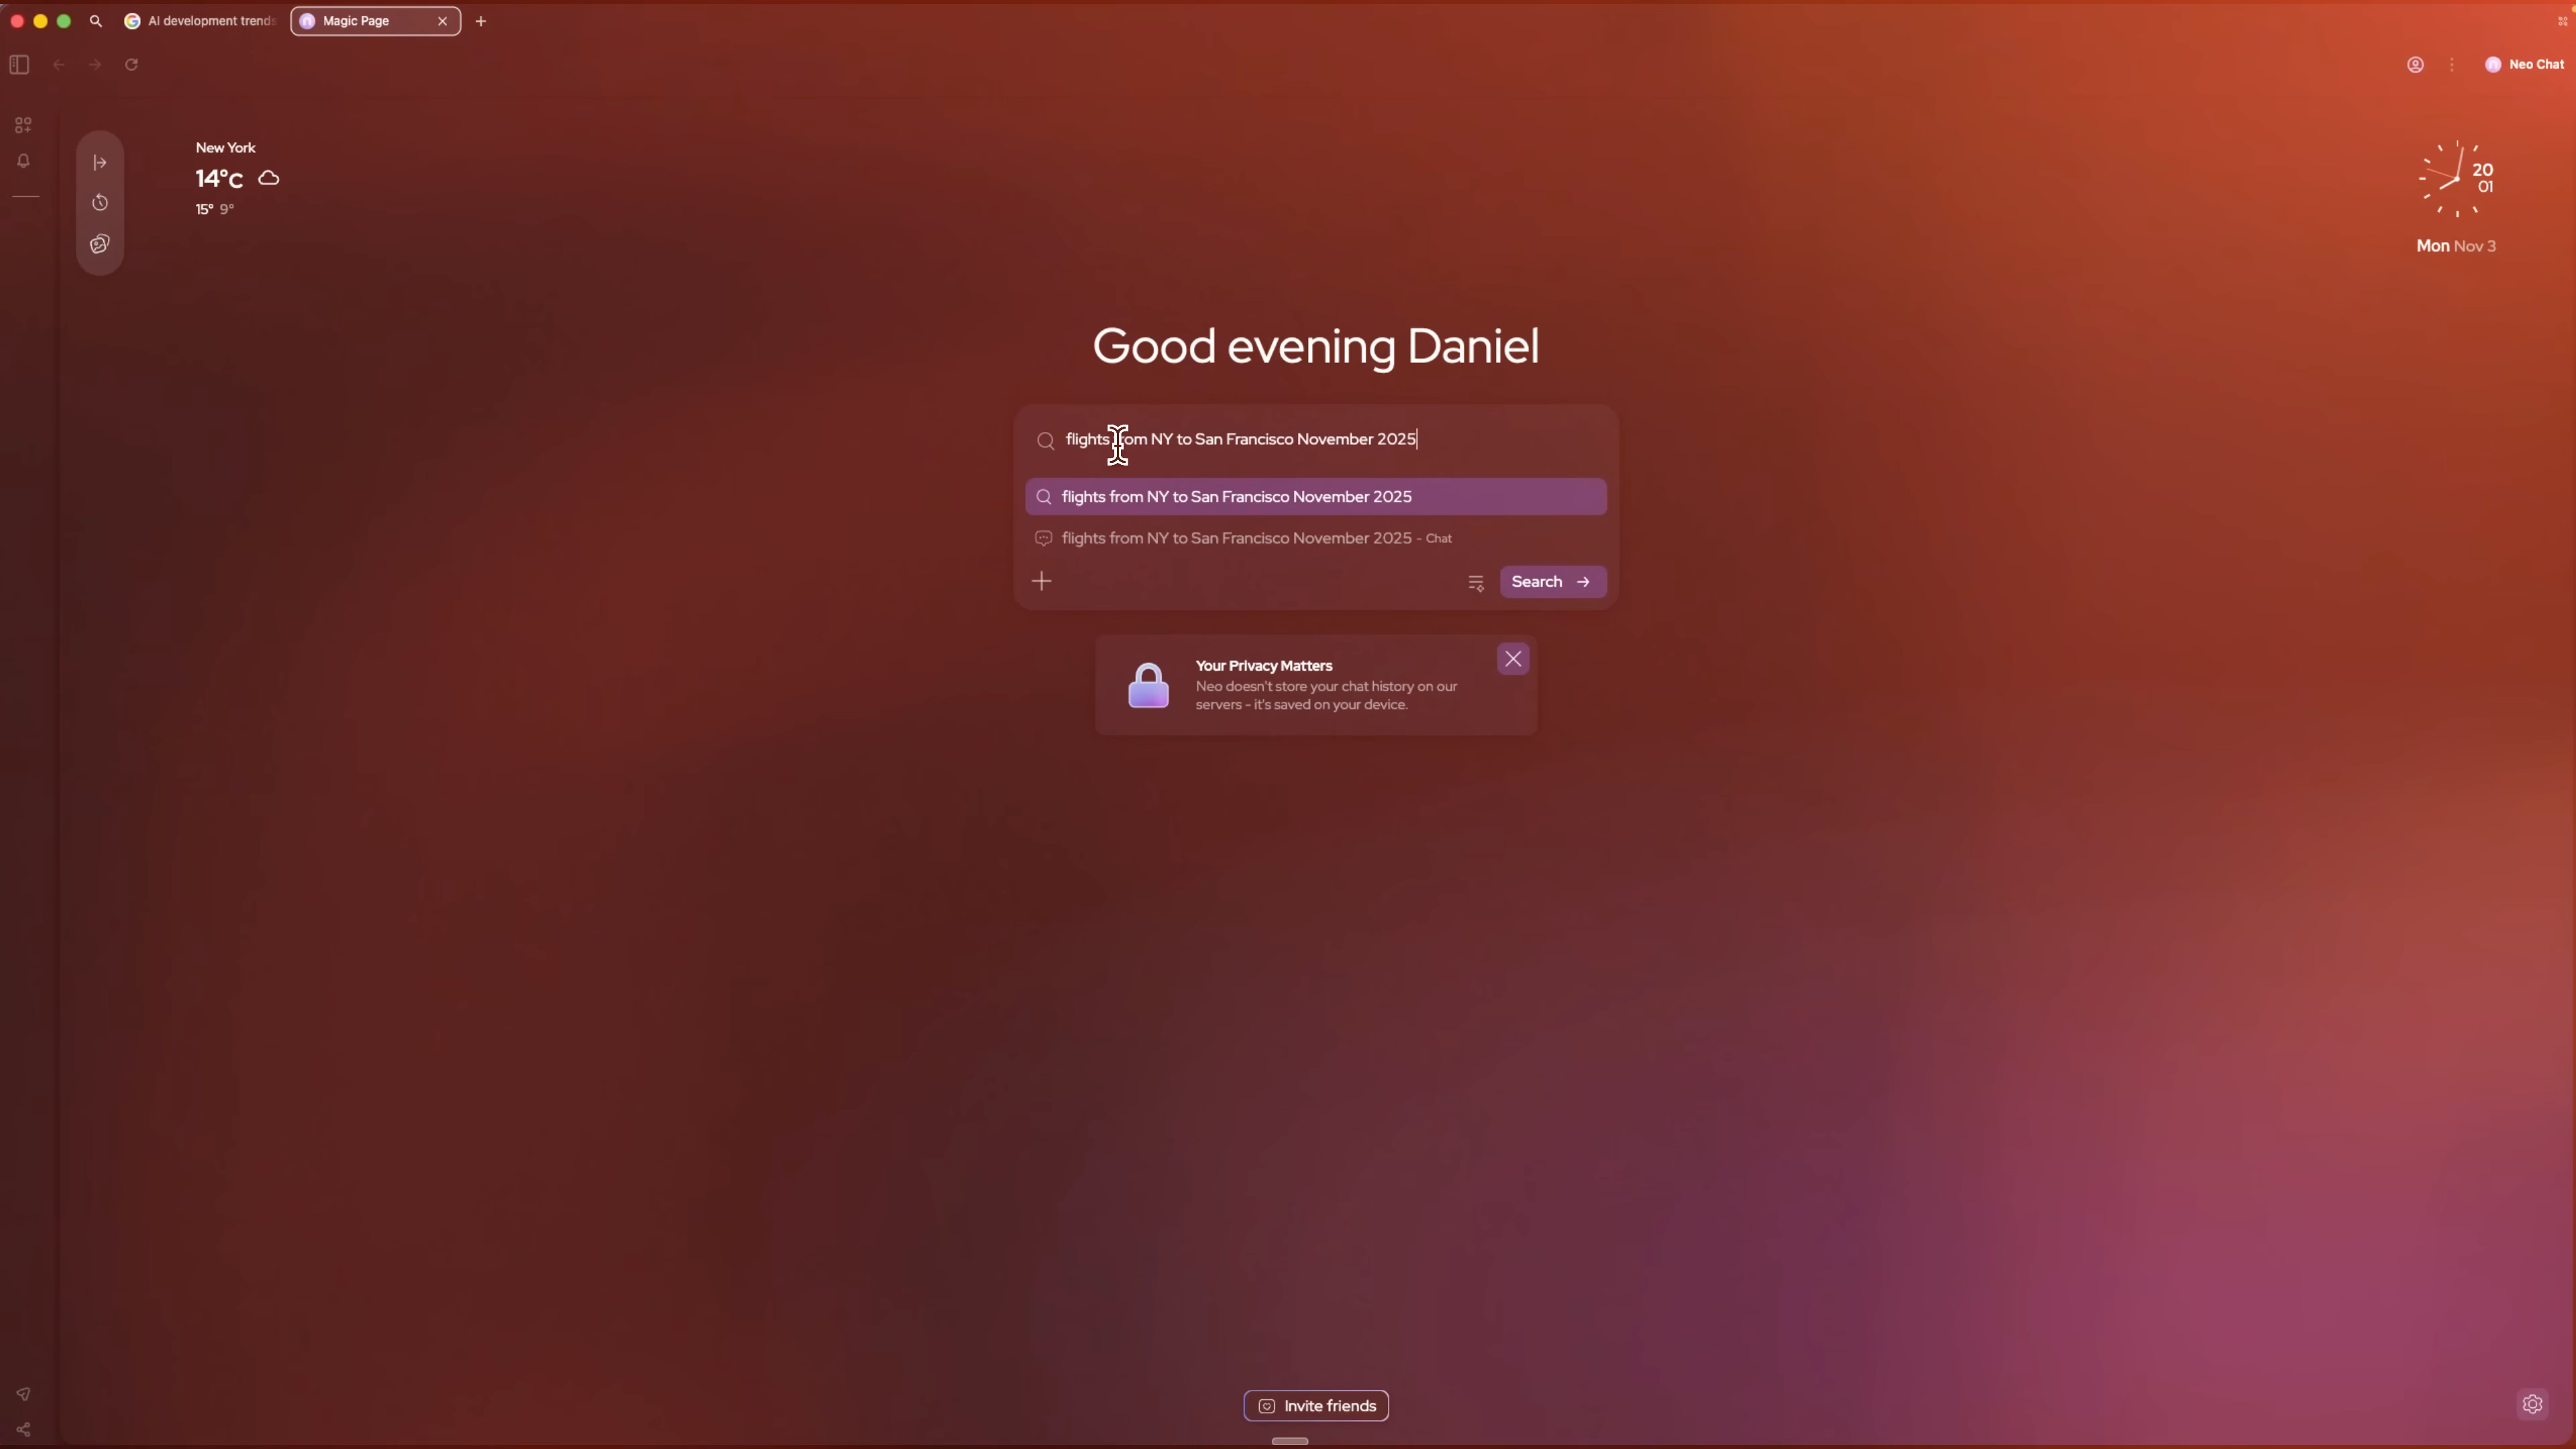 AI development trends
Magic Page
Neo Chat
New York
14°C
15° 9°
20
01
Mon Nov 3
Good evening Daniel
flights from NY to San Francisco November 2025
flights from NY to San Francisco November 2025
flights from NY to San Francisco November 2025 - Chat
Search
Your Privacy Matters
Neo doesn't store your chat history on our
servers - it's saved on your device.
Invite friends